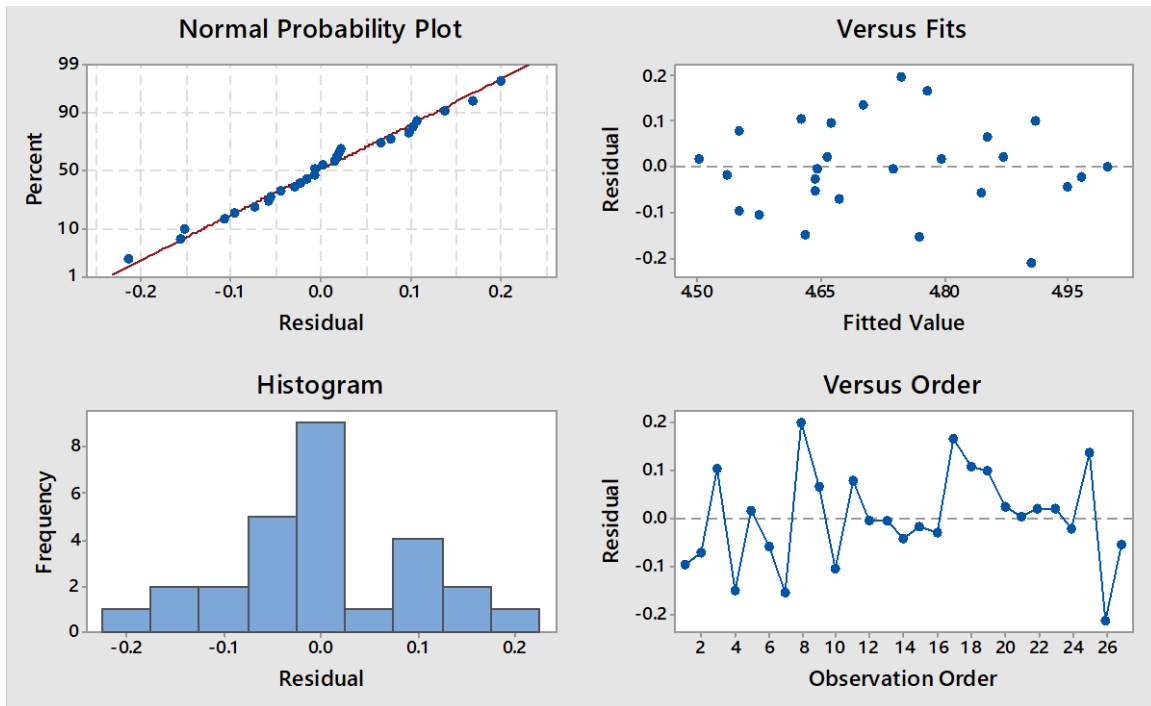 Normal Probability Plot
99
90
50
10
1
Percent
-0.2 -0.1 0.0 0.1 0.2
Residual
Versus Fits
0.2
0.1
0.0
-0.1
-0.2
Residual
4.50 4.65 4.80 4.95
Fitted Value
Histogram
8
6
4
2
0
Frequency
-0.2 -0.1 0.0 0.1 0.2
Residual
Versus Order
0.2
0.1
0.0
-0.1
-0.2
Residual
2 4 6 8 10 12 14 16 18 20 22 24 26
Observation Order